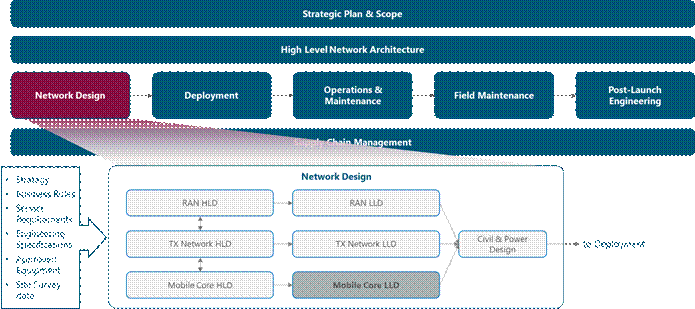 Strategic Plan & Scope
High Level Network Architecture
Network Design
Deployment
Operations &
Maintenance
Field Maintenance
Post-Launch
Engineering
Supply Chain Management
• Strategy
• Business Rules
• Service
Requirements
• Engineering
Specifications
• Approved
Equipment
• Site Survey
data
Network Design
RAN HLD
RAN LLD
TX Network HLD
TX Network LLD
Civil & Power
Design
to Deployment
Mobile Core HLD
Mobile Core LLD